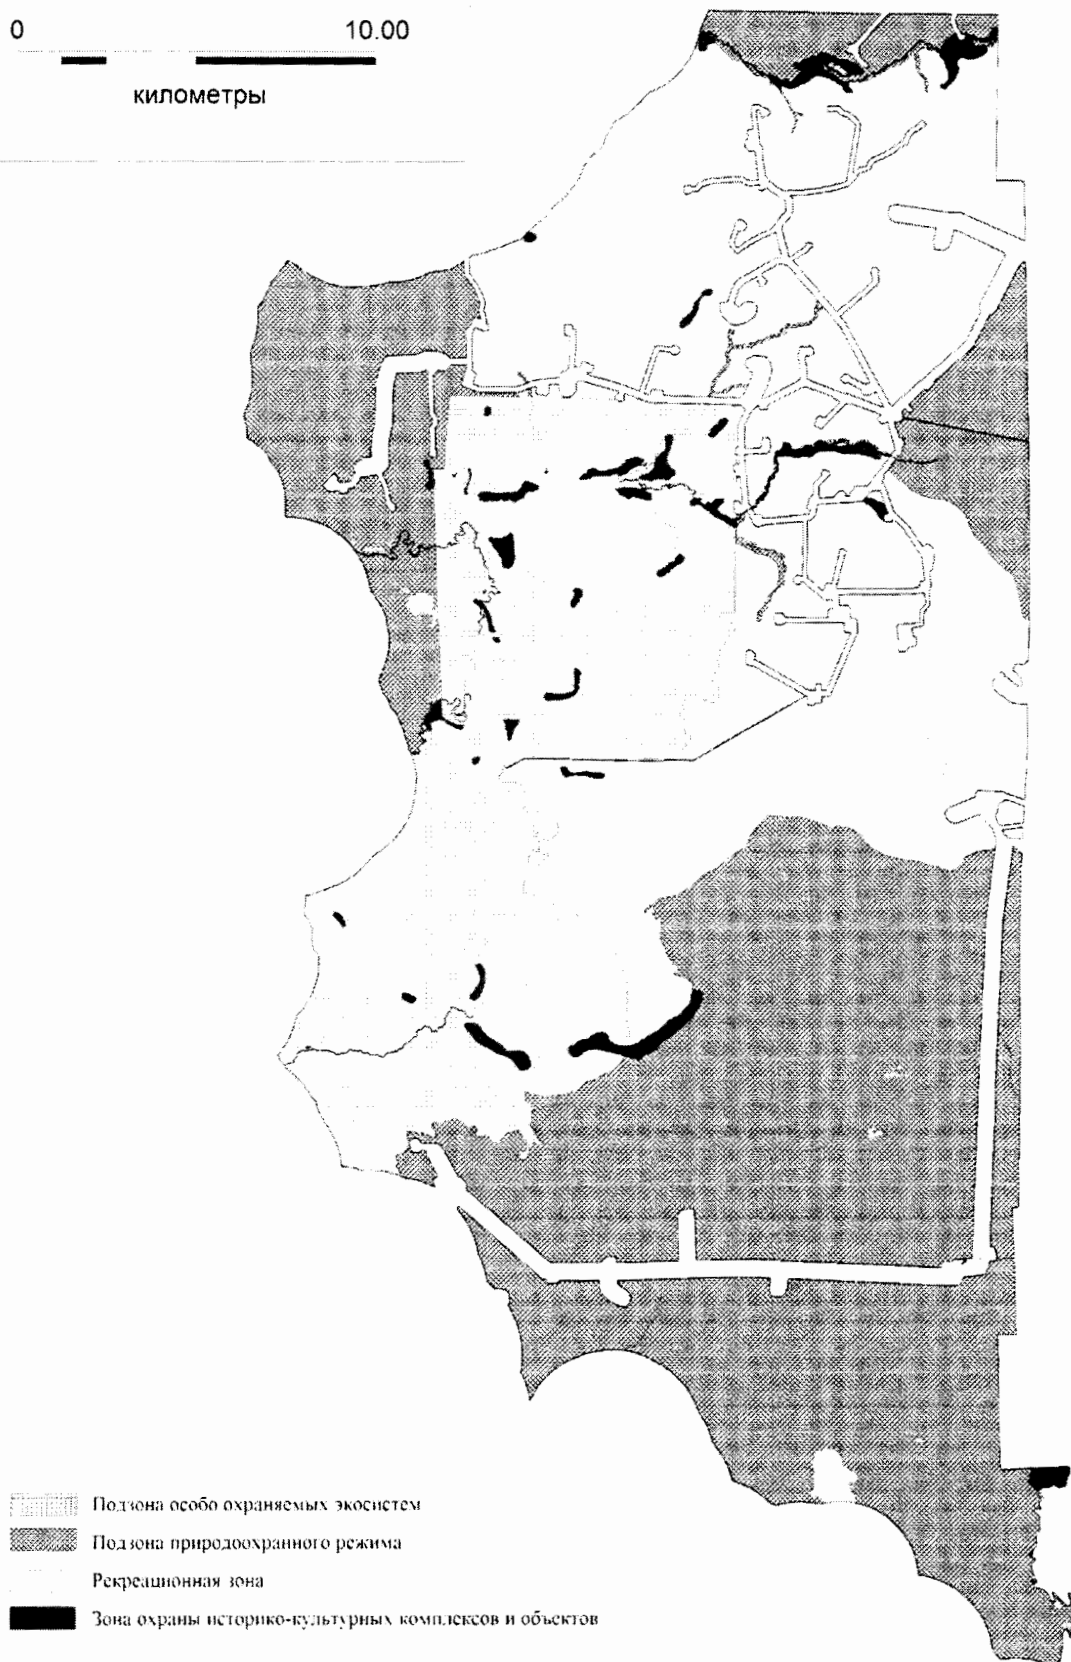 0 10.00
километры
Подзона особо охраняемых экосистем
Подзона природоохранного режима
Рекреационная зона
Зона охраны историко-культурных комплексов и объектов